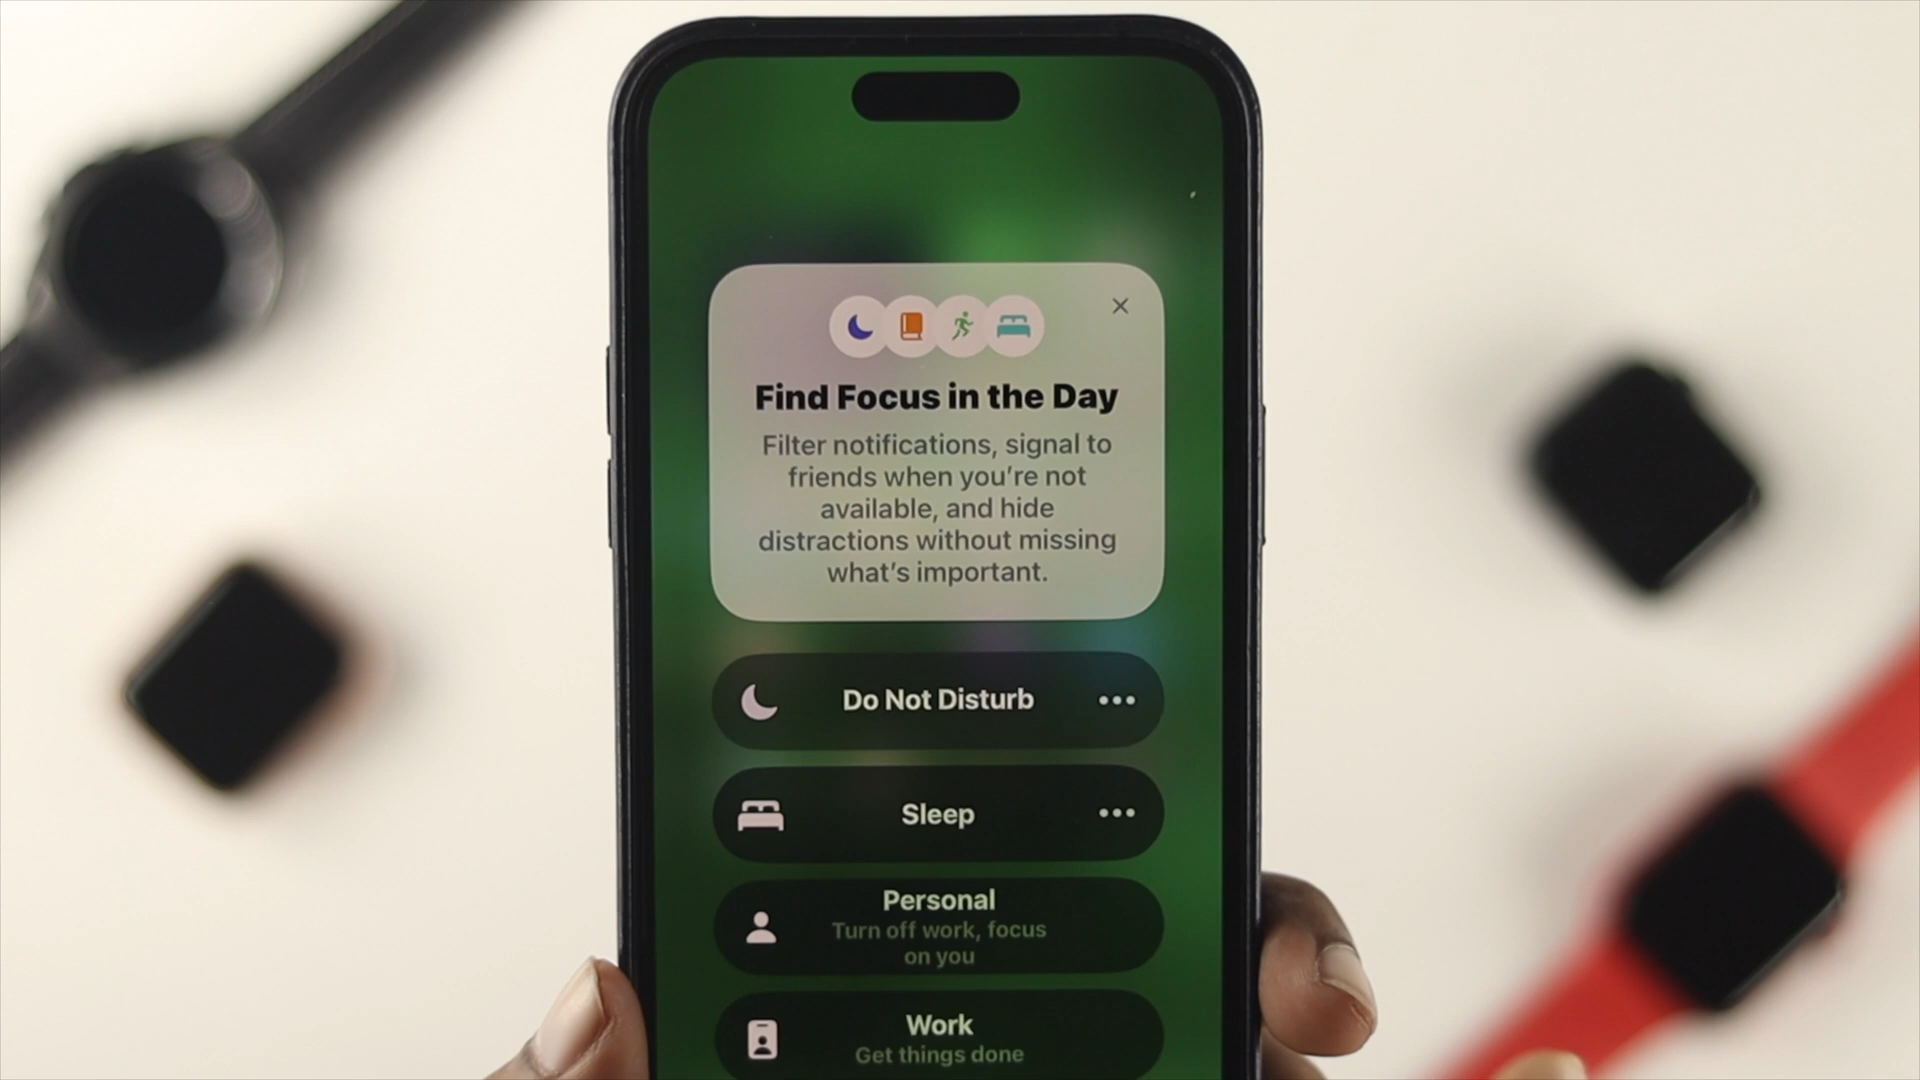 Find Focus in the Day
Filter notifications, signal to
friends when you’re not
available, and hide
distractions without missing
what’s important.
Do Not Disturb
Sleep
Personal
Turn off work, focus
on you
Work
Get things done